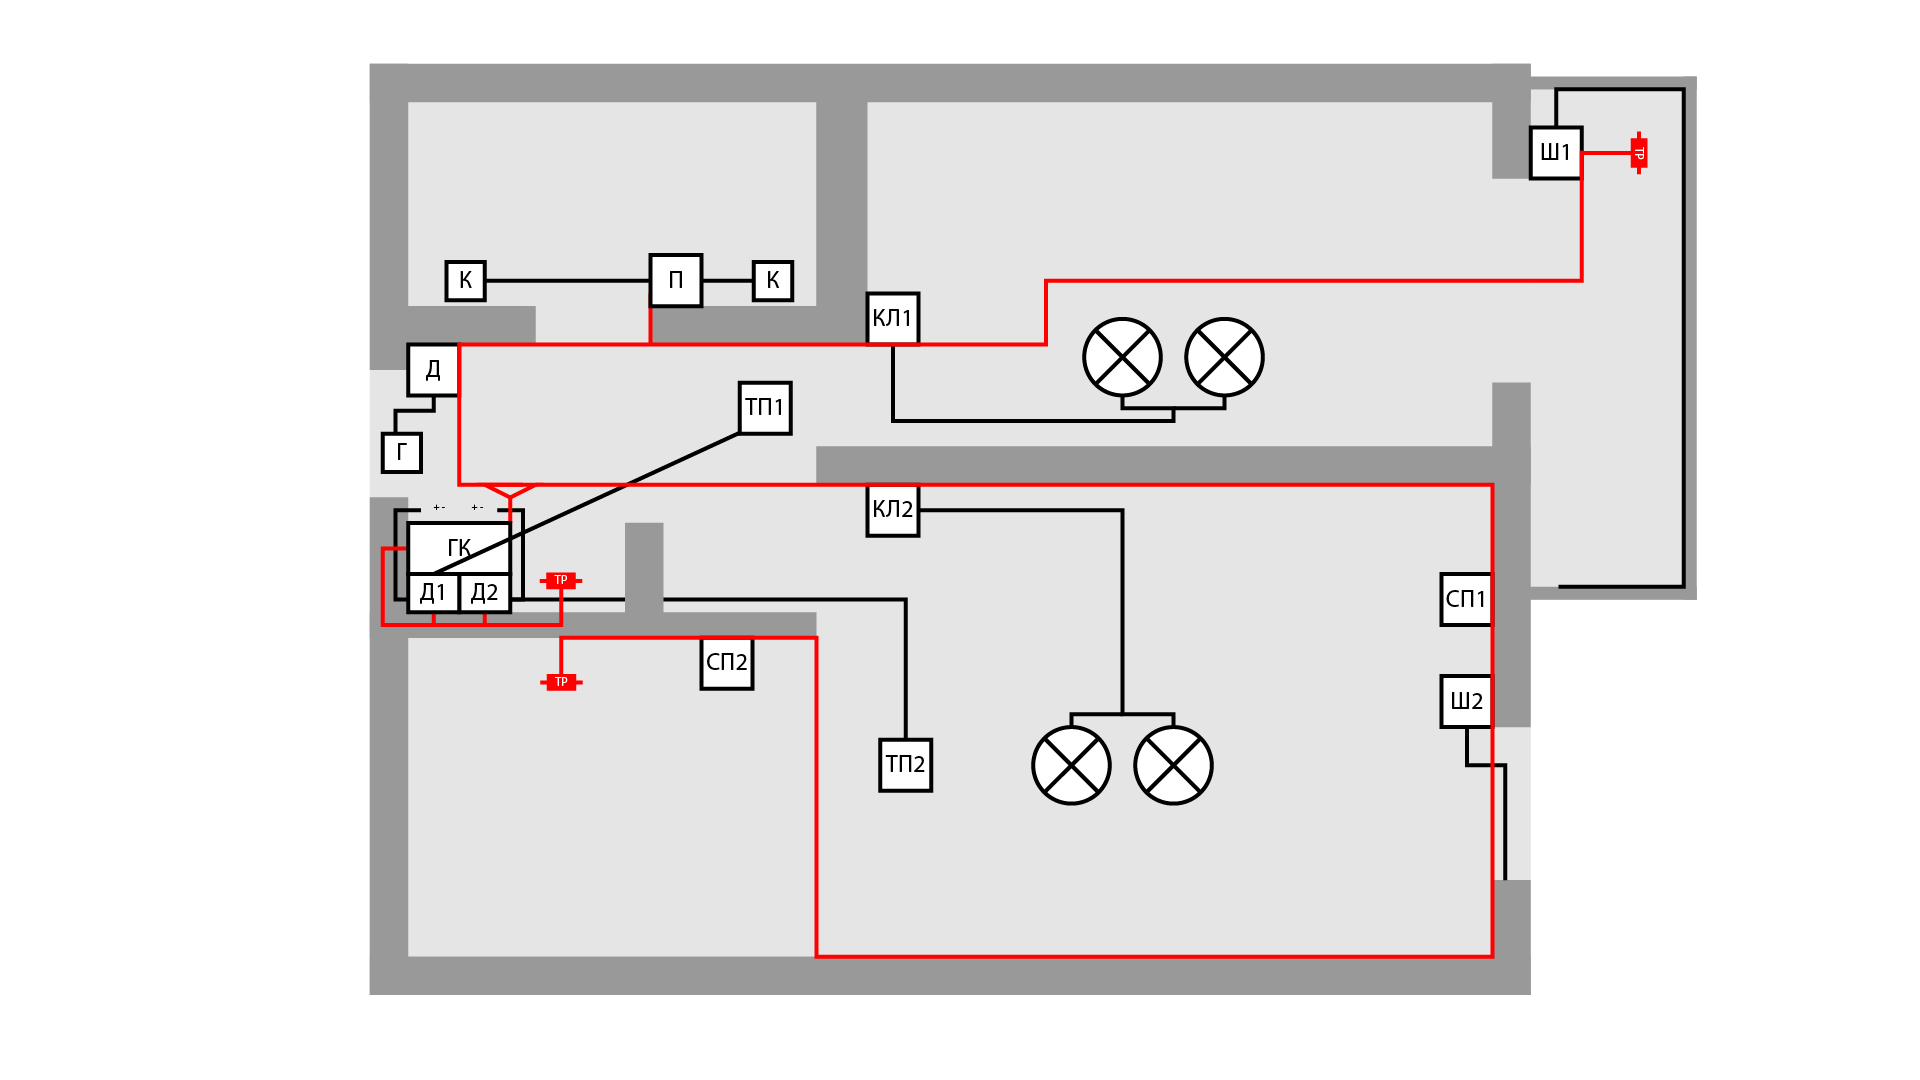 Ш1
ТР
К
П
К
КЛ1
Д
ТП1
Г
+-
+-
КЛ2
ГК
Д1
Д2
ТР
СП1
СП2
ТР
Ш2
ТП2